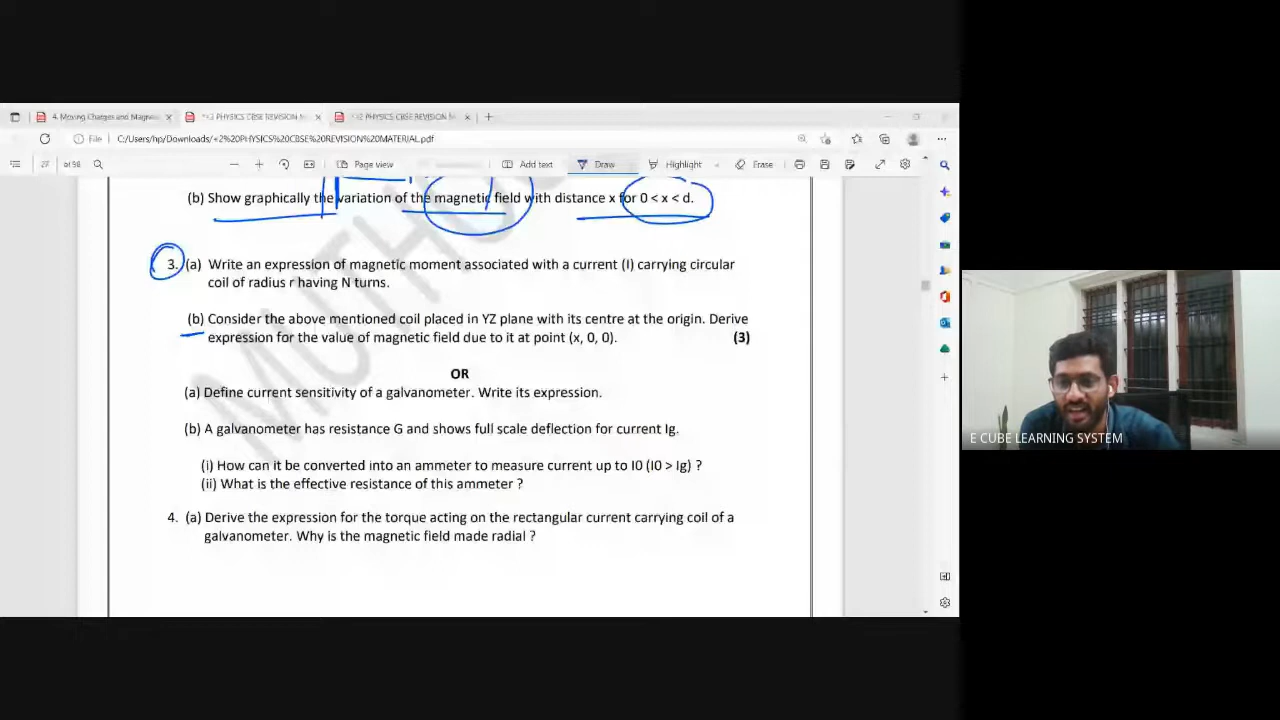 4. Moving Charges and Magne
+2 PHYSICS CBSE REVISION M
+2 PHYSICS CBSE REVISION M
File
C:/Users/hp/Downloads/+2%20PHYSICS%20CBSE%20REVISION%20MATERIAL.pdf
27 of 98
Page view
Add text
Draw
Highlight
Erase
(b) Show graphically the variation of the magnetic field with distance x for 0 < x < d.
3. (a) Write an expression of magnetic moment associated with a current (I) carrying circular
coil of radius r having N turns.
(b) Consider the above mentioned coil placed in YZ plane with its centre at the origin. Derive
expression for the value of magnetic field due to it at point (x, 0, 0). (3)
OR
(a) Define current sensitivity of a galvanometer. Write its expression.
(b) A galvanometer has resistance G and shows full scale deflection for current Ig.
(i) How can it be converted into an ammeter to measure current up to I0 (I0 > Ig) ?
(ii) What is the effective resistance of this ammeter ?
4. (a) Derive the expression for the torque acting on the rectangular current carrying coil of a
galvanometer. Why is the magnetic field made radial ?
E CUBE LEARNING SYSTEM